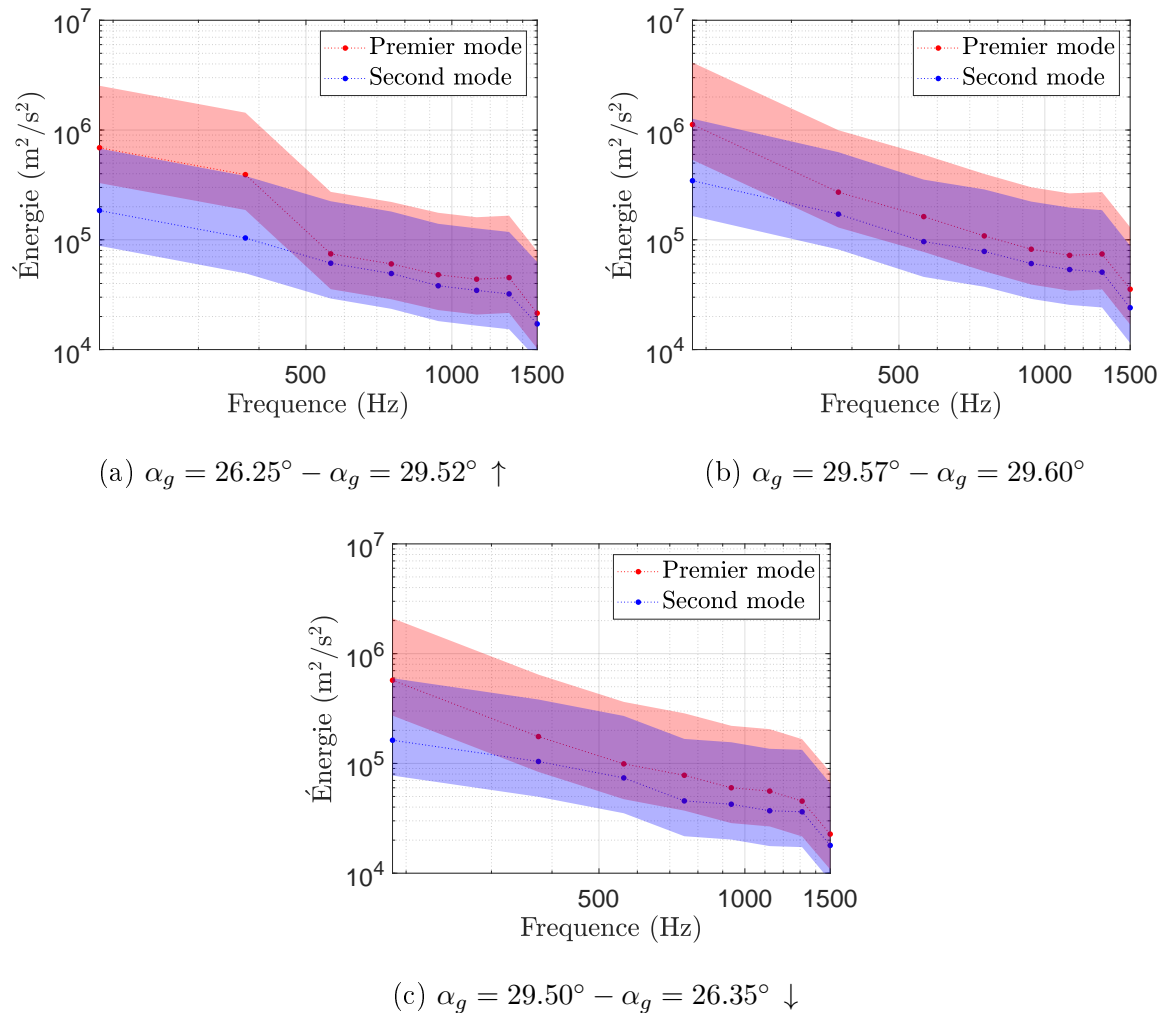 10^7
10^6
10^5
10^4
Énergie (m^2/s^2)
Premier mode
Second mode
500 1000 1500
Frequence (Hz)
(a) α_g = 26.25° − α_g = 29.52° ↑
10^7
10^6
10^5
10^4
Énergie (m^2/s^2)
Premier mode
Second mode
500 1000 1500
Frequence (Hz)
(b) α_g = 29.57° − α_g = 29.60°
10^7
10^6
10^5
10^4
Énergie (m^2/s^2)
Premier mode
Second mode
500 1000 1500
Frequence (Hz)
(c) α_g = 29.50° − α_g = 26.35° ↓